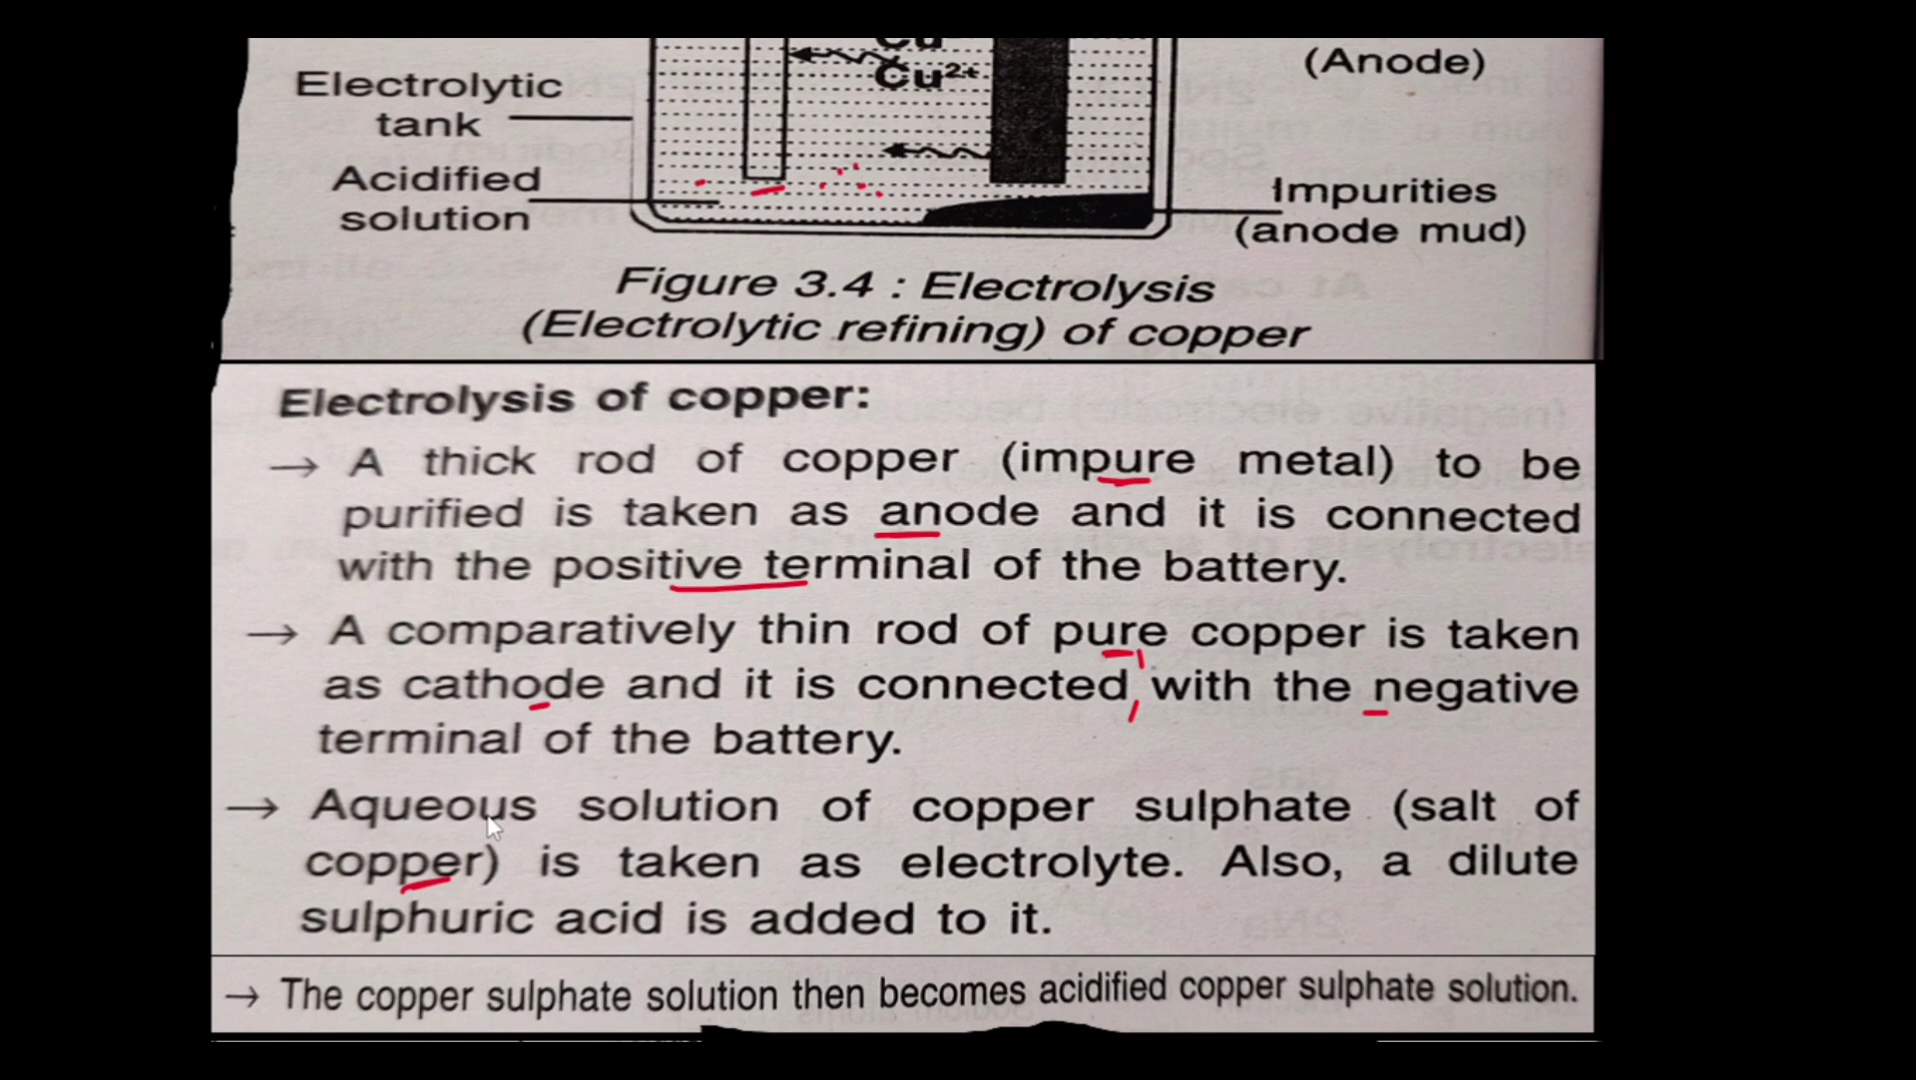 Cu
Cu²⁺
(Anode)
Electrolytic
tank
Acidified
solution
Impurities
(anode mud)
Figure 3.4 : Electrolysis
(Electrolytic refining) of copper
Electrolysis of copper:
→ A thick rod of copper (impure metal) to be
purified is taken as anode and it is connected
with the positive terminal of the battery.
→ A comparatively thin rod of pure copper is taken
as cathode and it is connected with the negative
terminal of the battery.
→ Aqueous solution of copper sulphate (salt of
copper) is taken as electrolyte. Also, a dilute
sulphuric acid is added to it.
→ The copper sulphate solution then becomes acidified copper sulphate solution.